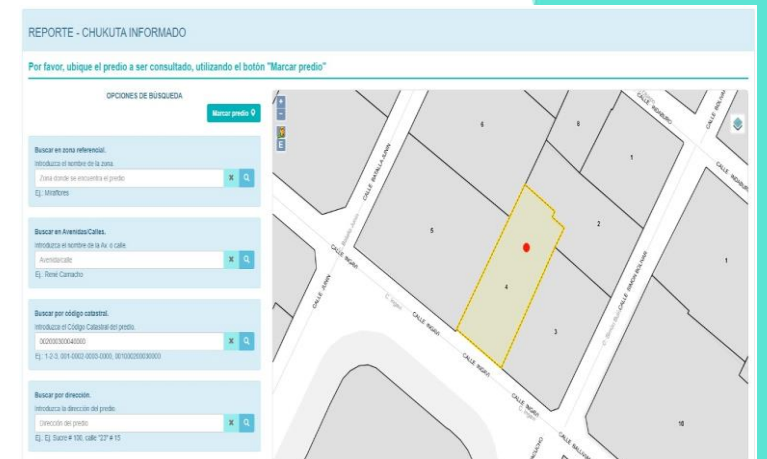 REPORTE - CHUKUTA INFORMADO
Por favor, ubique el predio a ser consultado, utilizando el botón "Marcar predio"
OPCIONES DE BÚSQUEDA
Marcar predio
Buscar en zona referencial.
Introduzca el nombre de la zona.
Zona donde se encuentra el predio
X
Ej.: Miraflores
Buscar en Avenidas/Calles.
Introduzca el nombre de la Av. o calle.
Avenida/calle
X
Ej.: René Camacho
Buscar por código catastral.
Introduzca el Código Catastral del predio.
002000300040000
X
Ej.: 1-2-3, 001-0002-0003-0000, 001000200030000
Buscar por dirección.
Introduzca la dirección del predio.
Dirección del predio
X
Ej.: Ej: Sucre # 100, calle "23" # 15
+
-
E
6
8
1
5
2
4
3
1
10
CALLE BATALLA JUNIN
CALLE JUNIN
CALLE INGAVI
C. Ingavi
CALLE INGAVI
CALLE INGAVI
CALLE INGAVI
C. Ingavi
CALLE SIMON BOLIVAR
CALLE INDABURO
CALLE INDABURO